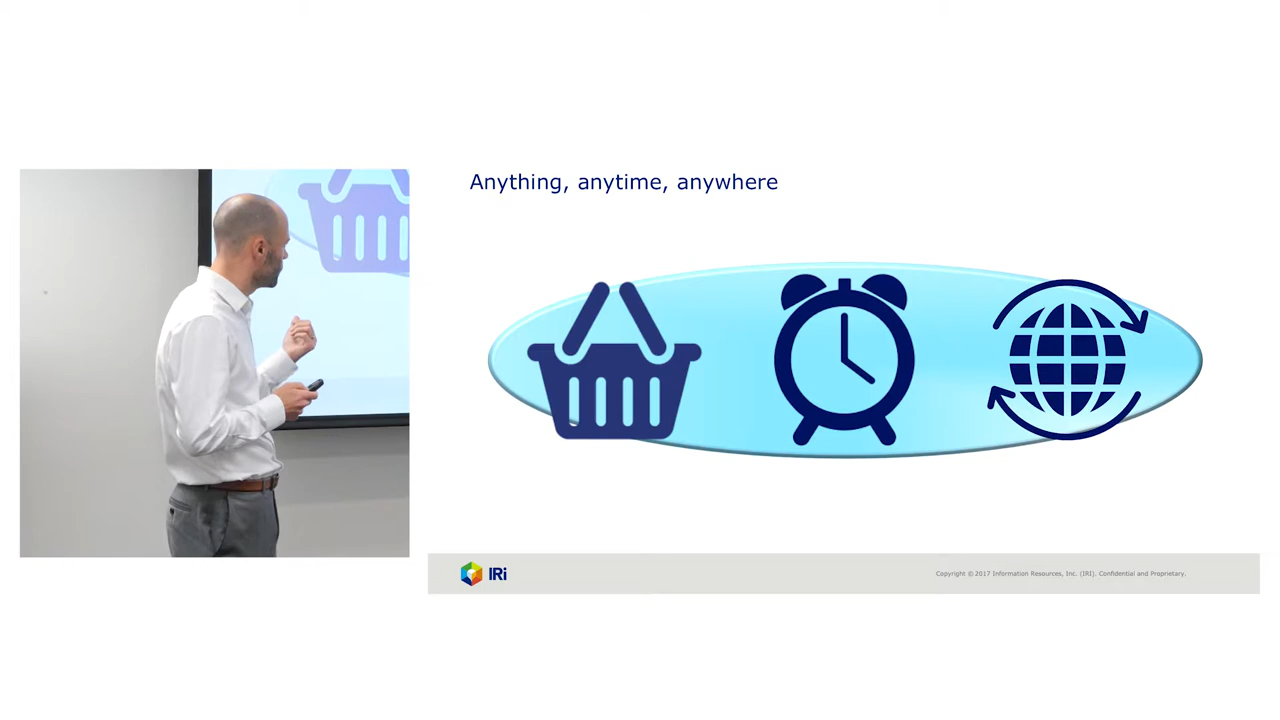 Anything, anytime, anywhere
IRi
Copyright © 2017 Information Resources, Inc. (IRI). Confidential and Proprietary.